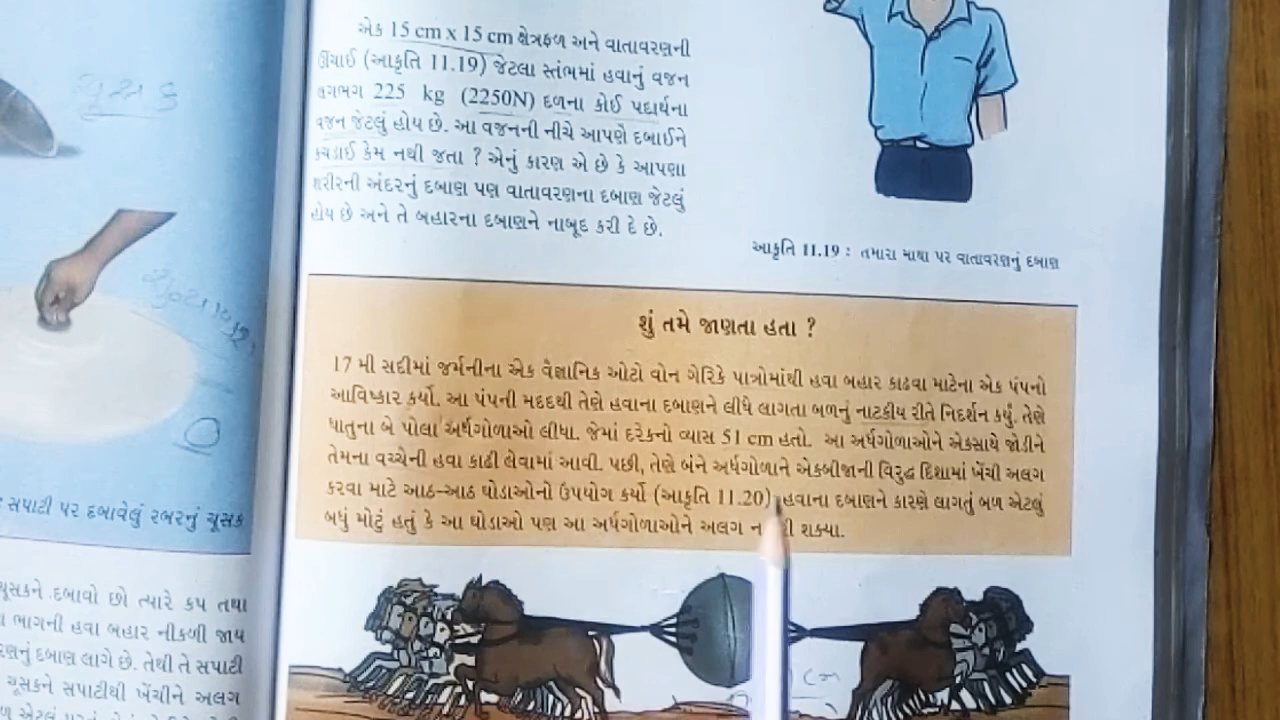 એક 15 cm x 15 cm ક્ષેત્રફળ અને વાતાવરણની
ઊંચાઈ (આકૃતિ 11.19) જેટલા સ્તંભમાં હવાનું વજન
લગભગ 225 kg (2250N) દળના કોઈ પદાર્થના
વજન જેટલું હોય છે. આ વજનની નીચે આપણે દબાઈને
કચડાઈ કેમ નથી જતા ? એનું કારણ એ છે કે આપણા
શરીરની અંદરનું દબાણ પણ વાતાવરણના દબાણ જેટલું
હોય છે અને તે બહારના દબાણને નાબૂદ કરી દે છે.
આકૃતિ 11.19 : તમારા માથા પર વાતાવરણનું દબાણ
શું તમે જાણતા હતા ?
17 મી સદીમાં જર્મનીના એક વૈજ્ઞાનિક ઓટો વોન ગેરિકે પાત્રોમાંથી હવા બહાર કાઢવા માટેના એક પંપનો
આવિષ્કાર કર્યો. આ પંપની મદદથી તેણે હવાના દબાણને લીધે લાગતા બળનું નાટકીય રીતે નિદર્શન કર્યું. તેણે
ધાતુના બે પોલા અર્ધગોળાઓ લીધા. જેમાં દરેકનો વ્યાસ 51 cm હતો. આ અર્ધગોળાઓને એકસાથે જોડીને
તેમના વચ્ચેની હવા કાઢી લેવામાં આવી. પછી, તેણે બંને અર્ધગોળાને એકબીજાની વિરુદ્ધ દિશામાં ખેંચી અલગ
કરવા માટે આઠ-આઠ ઘોડાઓનો ઉપયોગ કર્યો (આકૃતિ 11.20) હવાના દબાણને કારણે લાગતું બળ એટલું
બધું મોટું હતું કે આ ઘોડાઓ પણ આ અર્ધગોળાઓને અલગ ન શક્યા.
સપાટી પર દબાવેલું રબરનું ચૂસક
ચૂસકને દબાવો છો ત્યારે કપ તથા
ભાગની હવા બહાર નીકળી જાય
દબાણ લાગે છે. તેથી તે સપાટી
ચૂસકને સપાટીથી ખેંચીને અલગ